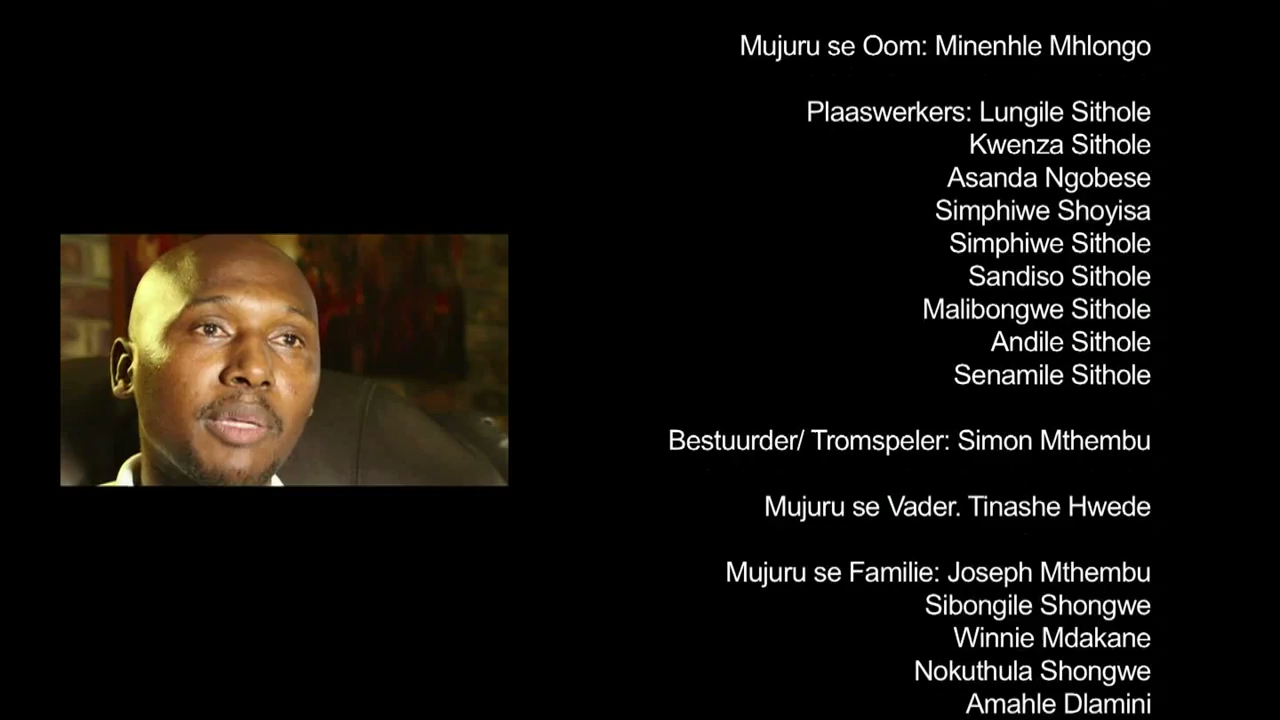 Mujuru se Oom: Minenhle Mhlongo
Plaaswerkers: Lungile Sithole
Kwenza Sithole
Asanda Ngobese
Simphiwe Shoyisa
Simphiwe Sithole
Sandiso Sithole
Malibongwe Sithole
Andile Sithole
Senamile Sithole
Bestuurder/ Tromspeler: Simon Mthembu
Mujuru se Vader. Tinashe Hwede
Mujuru se Familie: Joseph Mthembu
Sibongile Shongwe
Winnie Mdakane
Nokuthula Shongwe
Amahle Dlamini